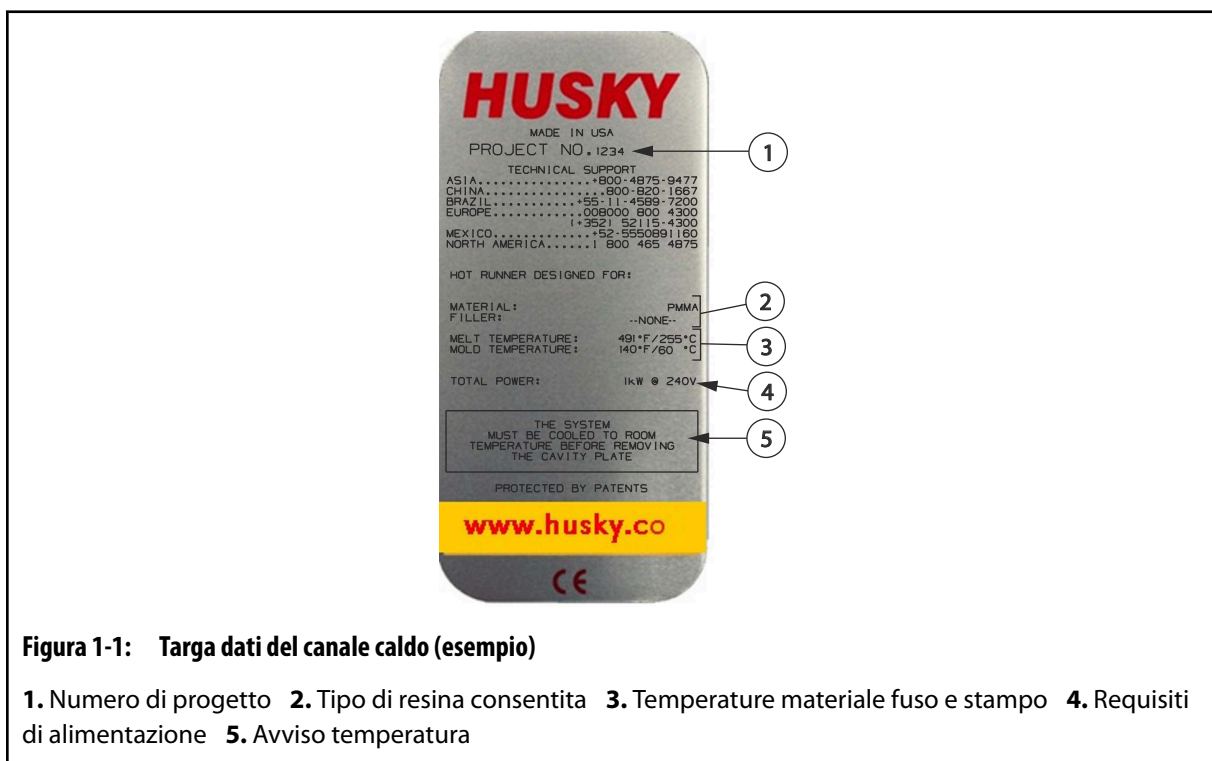 HUSKY
MADE IN USA
PROJECT NO.1234
1
TECHNICAL SUPPORT
ASIA...............+800-4875-9477
CHINA................800-820-1667
BRAZIL............+55-11-4589-7200
EUROPE...........008000 800 4300
(+352) 52115-4300
MEXICO............+52-5550891160
NORTH AMERICA......1 800 465 4875
HOT RUNNER DESIGNED FOR:
MATERIAL: PMMA
FILLER: --NONE--
2
MELT TEMPERATURE: 491°F/255°C
MOLD TEMPERATURE: 140°F/60 °C
3
TOTAL POWER: 1kW @ 240V
4
THE SYSTEM
MUST BE COOLED TO ROOM
TEMPERATURE BEFORE REMOVING
THE CAVITY PLATE
5
PROTECTED BY PATENTS
www.husky.co
CE
Figura 1-1: Targa dati del canale caldo (esempio)
1. Numero di progetto 2. Tipo di resina consentita 3. Temperature materiale fuso e stampo 4. Requisiti
di alimentazione 5. Avviso temperatura